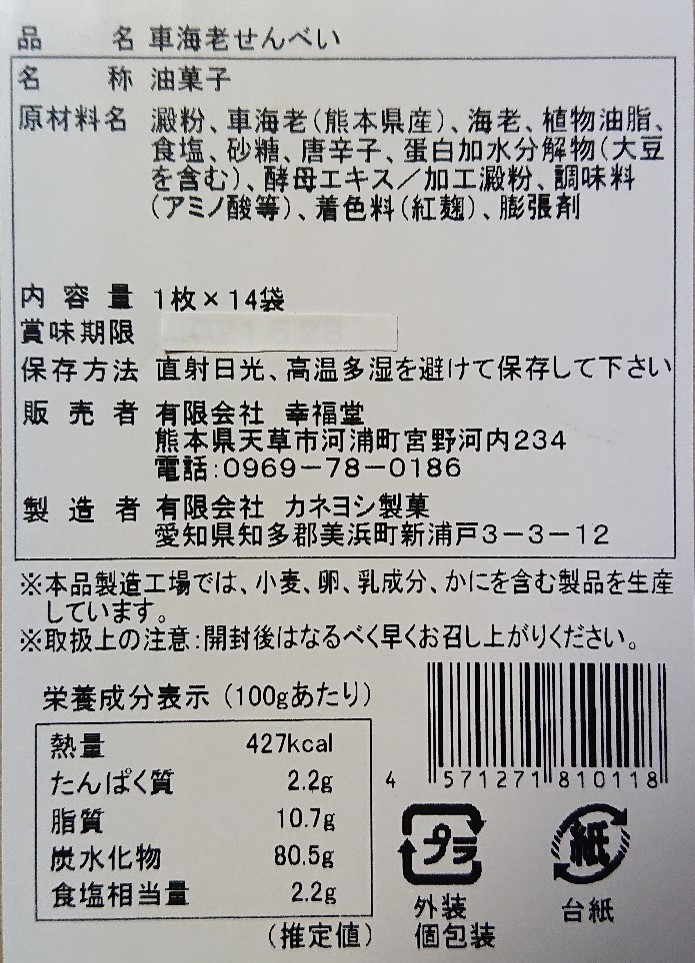 品名 車海老せんべい
名称 油菓子
原材料名 澱粉、車海老(熊本県産)、海老、植物油脂、
食塩、砂糖、唐辛子、蛋白加水分解物(大豆
を含む)、酵母エキス/加工澱粉、調味料
(アミノ酸等)、着色料(紅麹)、膨張剤
内容量 1枚×14袋
賞味期限
保存方法 直射日光、高温多湿を避けて保存して下さい
販売者 有限会社 幸福堂
熊本県天草市河浦町宮野河内234
電話:0969-78-0186
製造者 有限会社 カネヨシ製菓
愛知県知多郡美浜町新浦戸3-3-12
※本品製造工場では、小麦、卵、乳成分、かにを含む製品を生産
しています。
※取扱上の注意:開封後はなるべく早くお召し上がりください。
栄養成分表示(100gあたり)
熱量 427kcal
たんぱく質 2.2g
脂質 10.7g
炭水化物 80.5g
食塩相当量 2.2g
(推定値)
4 571271 810118
プラ
外装
個包装
紙
台紙